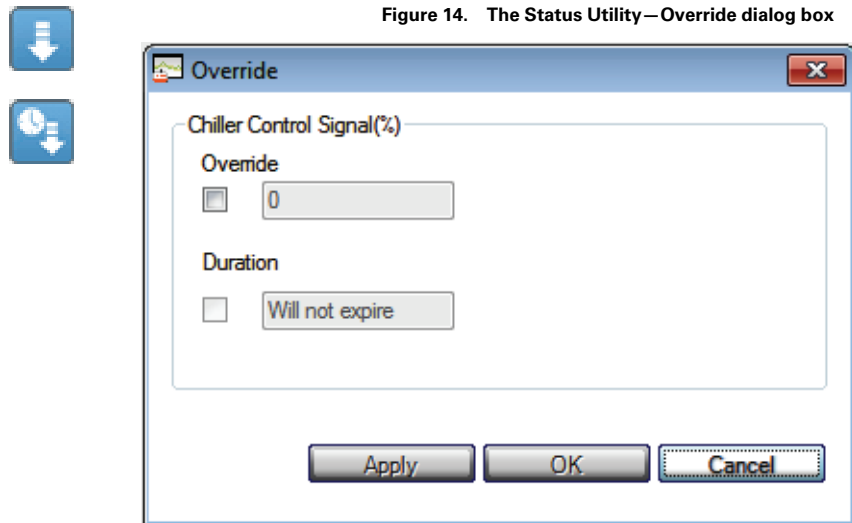 Figure 14. The Status Utility—Override dialog box
Override
Chiller Control Signal(%)
Override
0
Duration
Will not expire
Apply OK Cancel